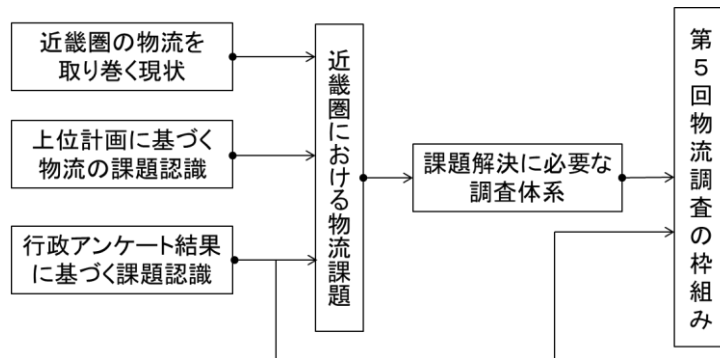 近畿圏の物流を
取り巻く現状
上位計画に基づく
物流の課題認識
行政アンケート結果
に基づく課題認識
近畿圏における物流課題
課題解決に必要な
調査体系
第5回物流調査の枠組み